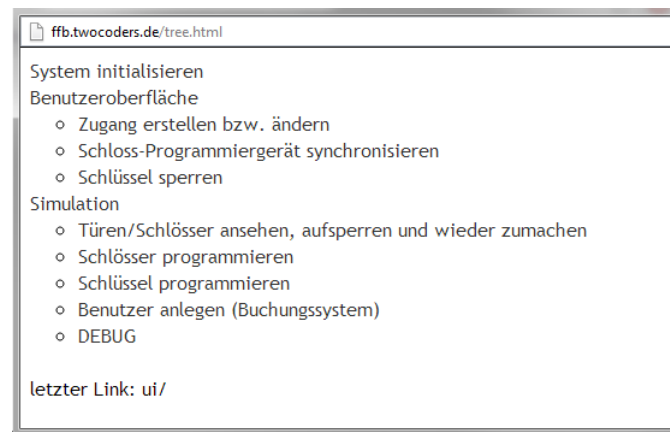 ffb.twocoders.de/tree.html
System initialisieren
Benutzeroberfläche
Zugang erstellen bzw. ändern
Schloss-Programmiergerät synchronisieren
Schlüssel sperren
Simulation
Türen/Schlösser ansehen, aufsperren und wieder zumachen
Schlösser programmieren
Schlüssel programmieren
Benutzer anlegen (Buchungssystem)
DEBUG
letzter Link: ui/